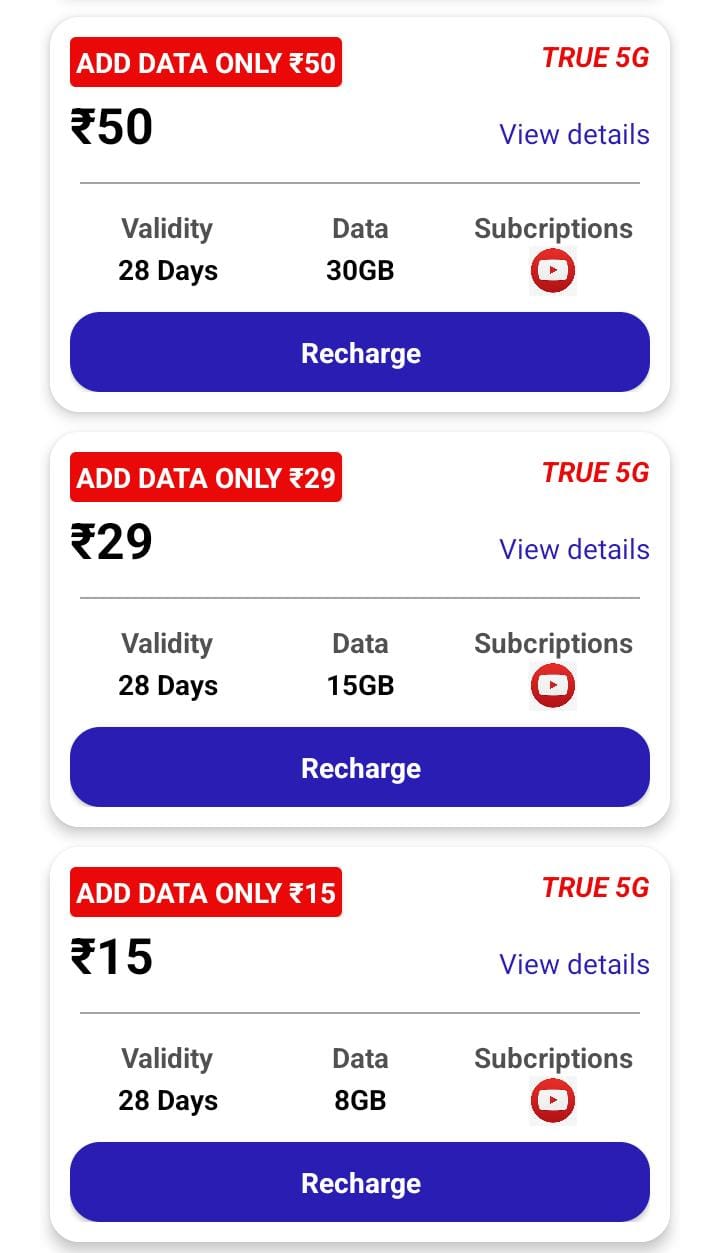 ADD DATA ONLY ₹50 TRUE 5G
₹50 View details
Validity Data Subcriptions
28 Days 30GB
Recharge
ADD DATA ONLY ₹29 TRUE 5G
₹29 View details
Validity Data Subcriptions
28 Days 15GB
Recharge
ADD DATA ONLY ₹15 TRUE 5G
₹15 View details
Validity Data Subcriptions
28 Days 8GB
Recharge